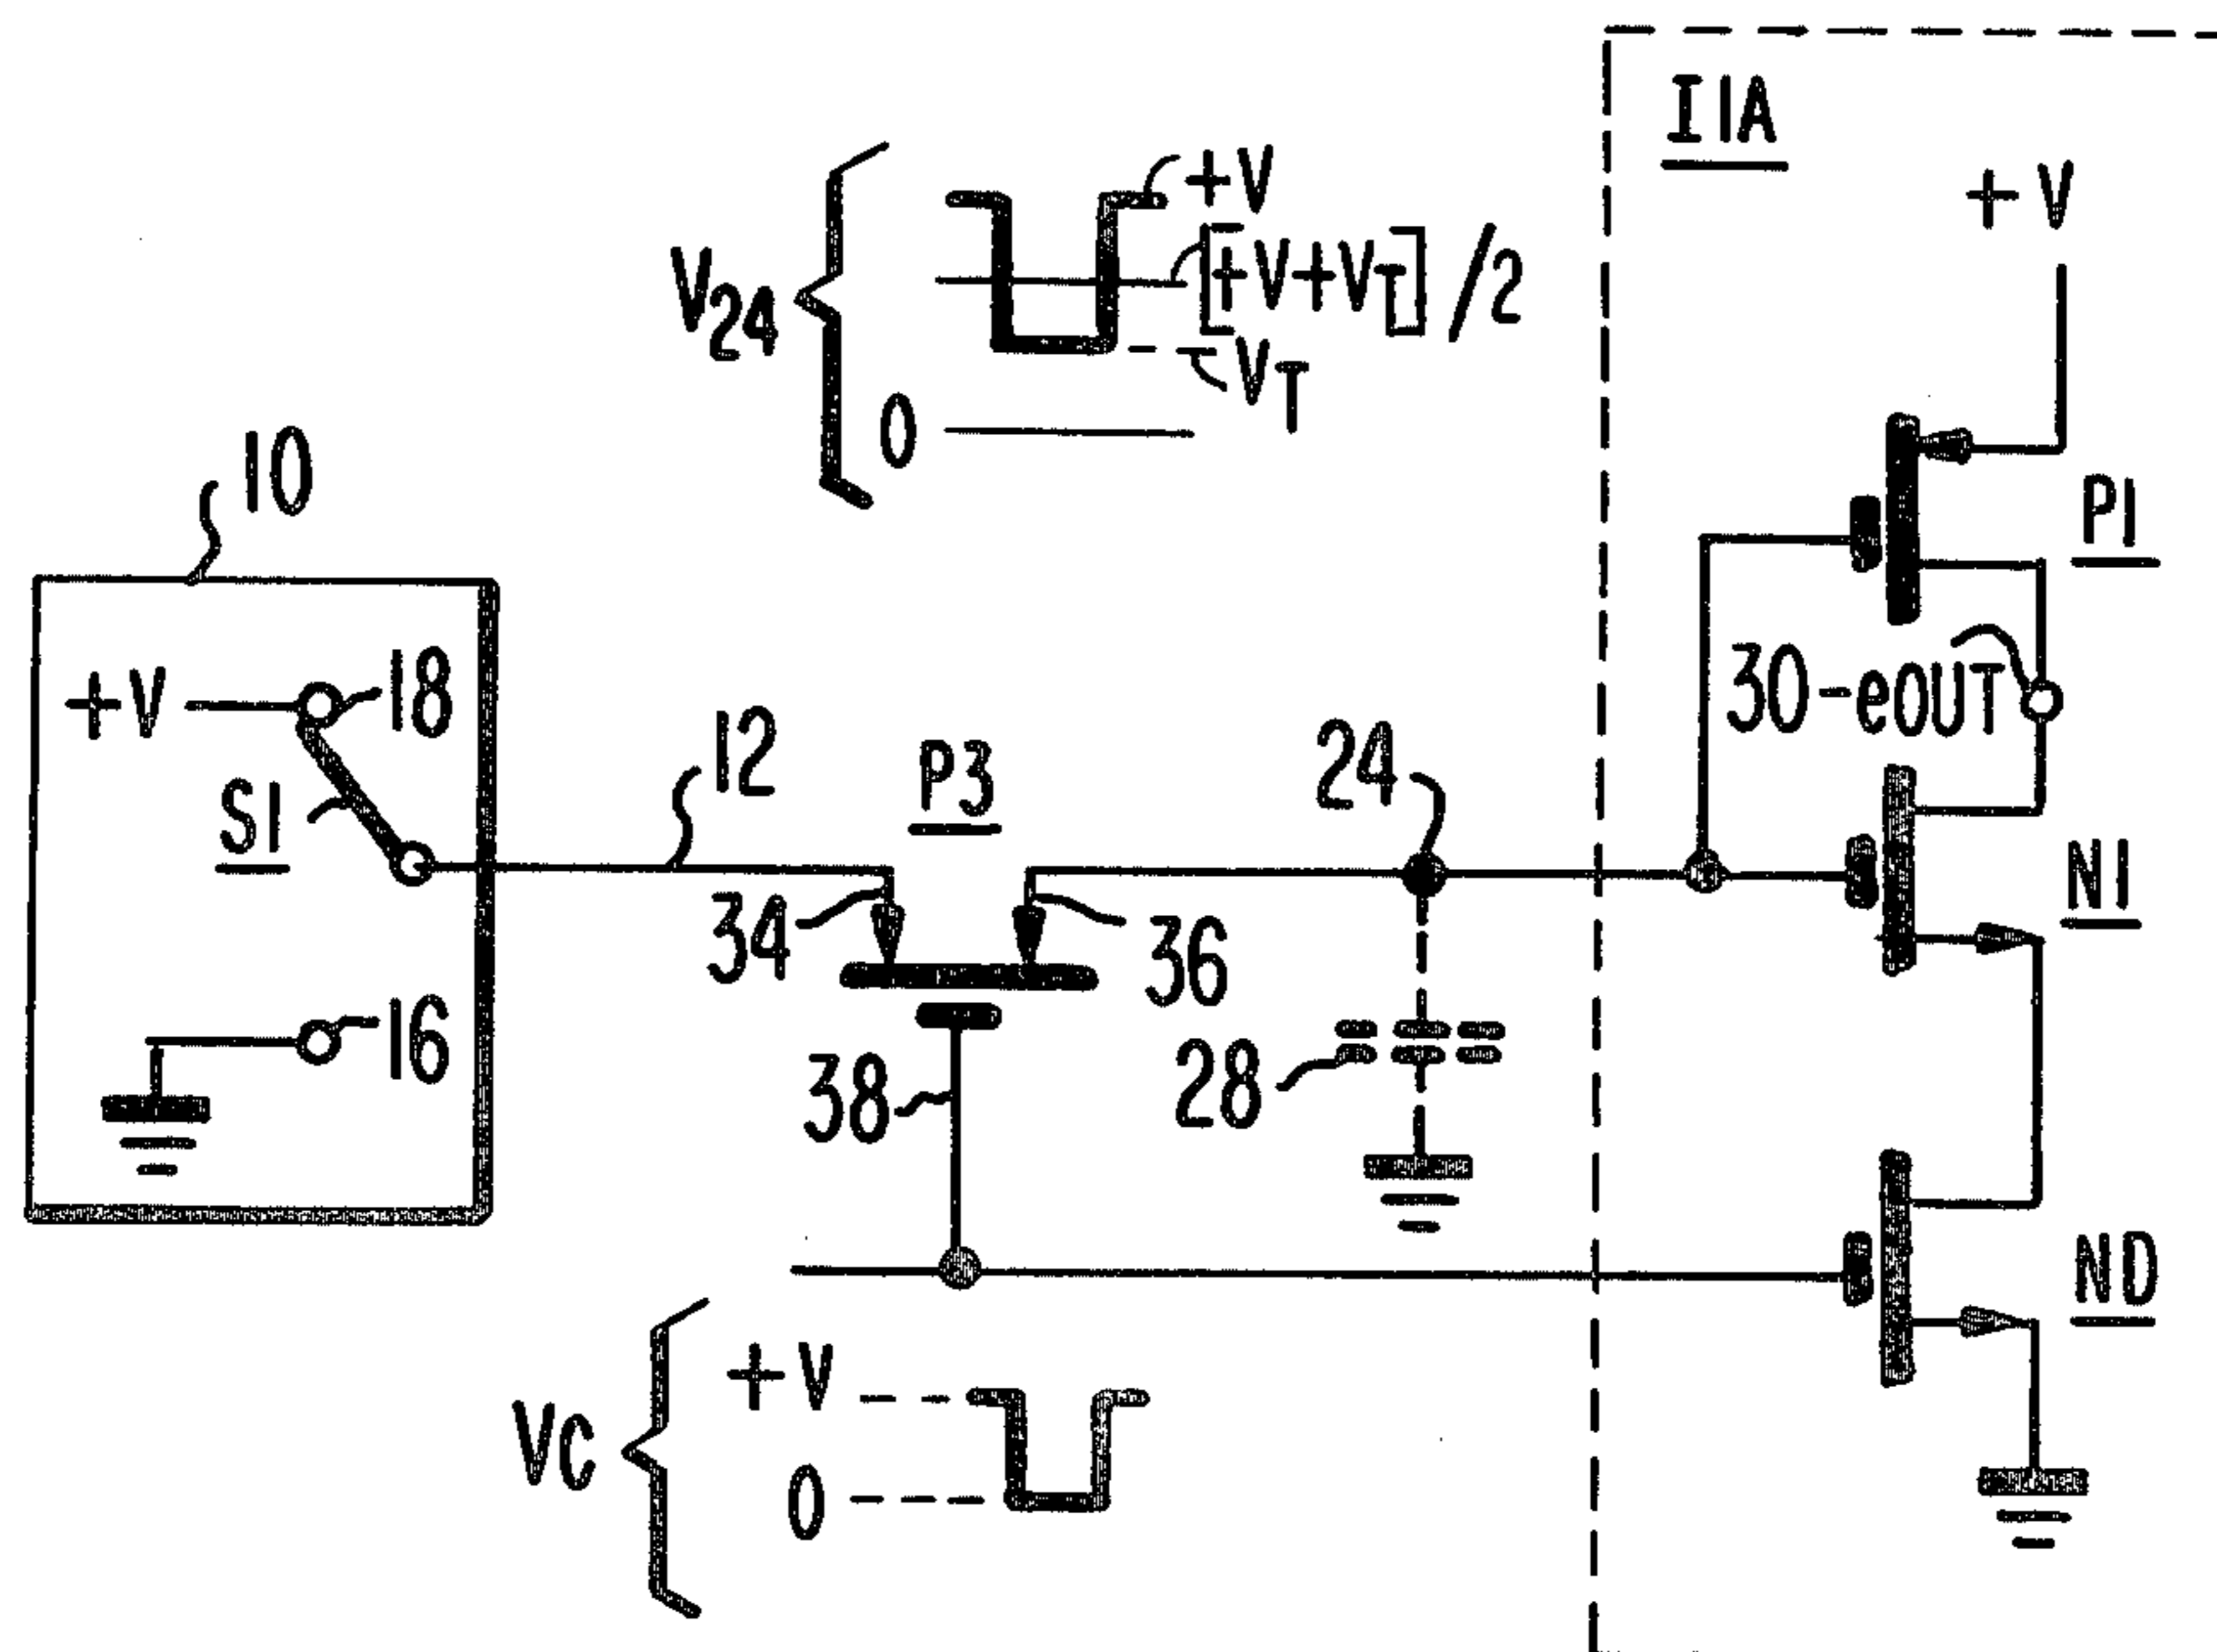 I1A
+V
+V
[+V+VT]/2
V24
VT
0
10
P1
+V
18
30-eOUT
12
P3
24
S1
N1
34
36
16
38
28
ND
+V
VC
0